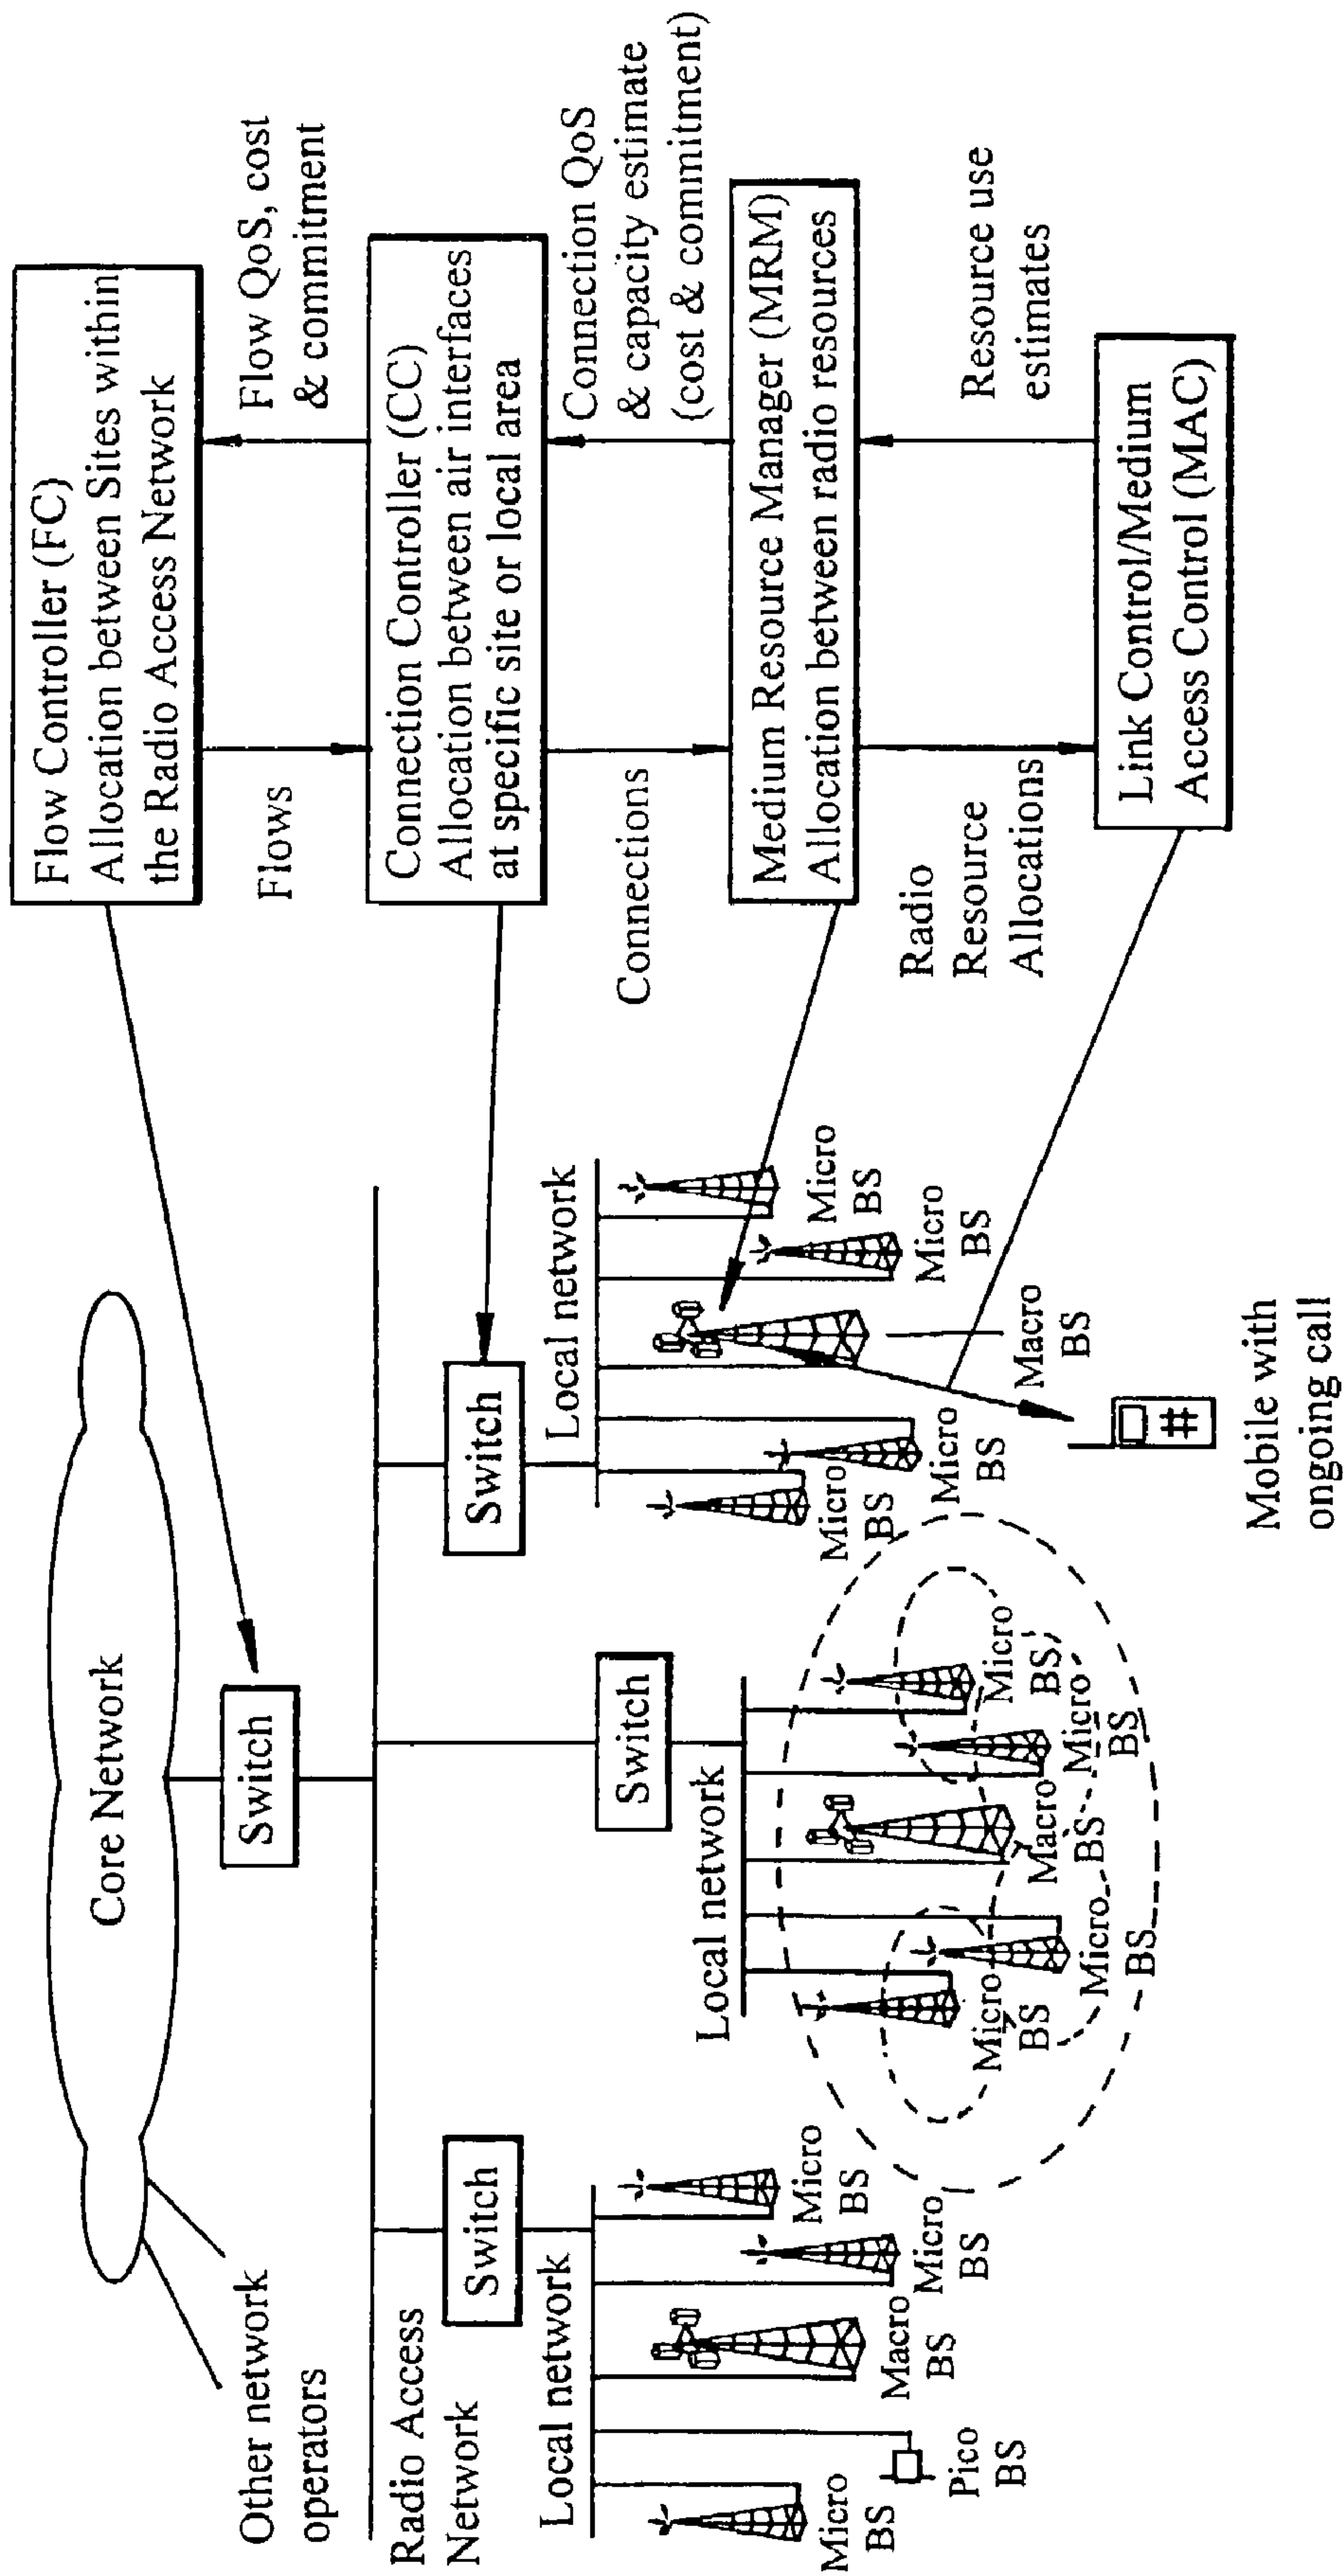 Core Network
Other network
operators
Switch
Radio Access
Network
Switch
Local network
Micro
BS
Pico
BS
Macro
BS
Micro
BS
Micro
BS
Switch
Local network
Micro
BS
Micro
BS
Macro
BS
Micro
BS
Micro
BS
Switch
Local network
Micro
BS
Micro
BS
Macro
BS
Micro
BS
Micro
BS
Mobile with
ongoing call
Flow Controller (FC)
Allocation between Sites within
the Radio Access Network
Flows
Flow QoS, cost
& commitment
Connection Controller (CC)
Allocation between air interfaces
at specific site or local area
Connections
Connection QoS
& capacity estimate
(cost & commitment)
Medium Resource Manager (MRM)
Allocation between radio resources
Radio
Resource
Allocations
Resource use
estimates
Link Control/Medium
Access Control (MAC)